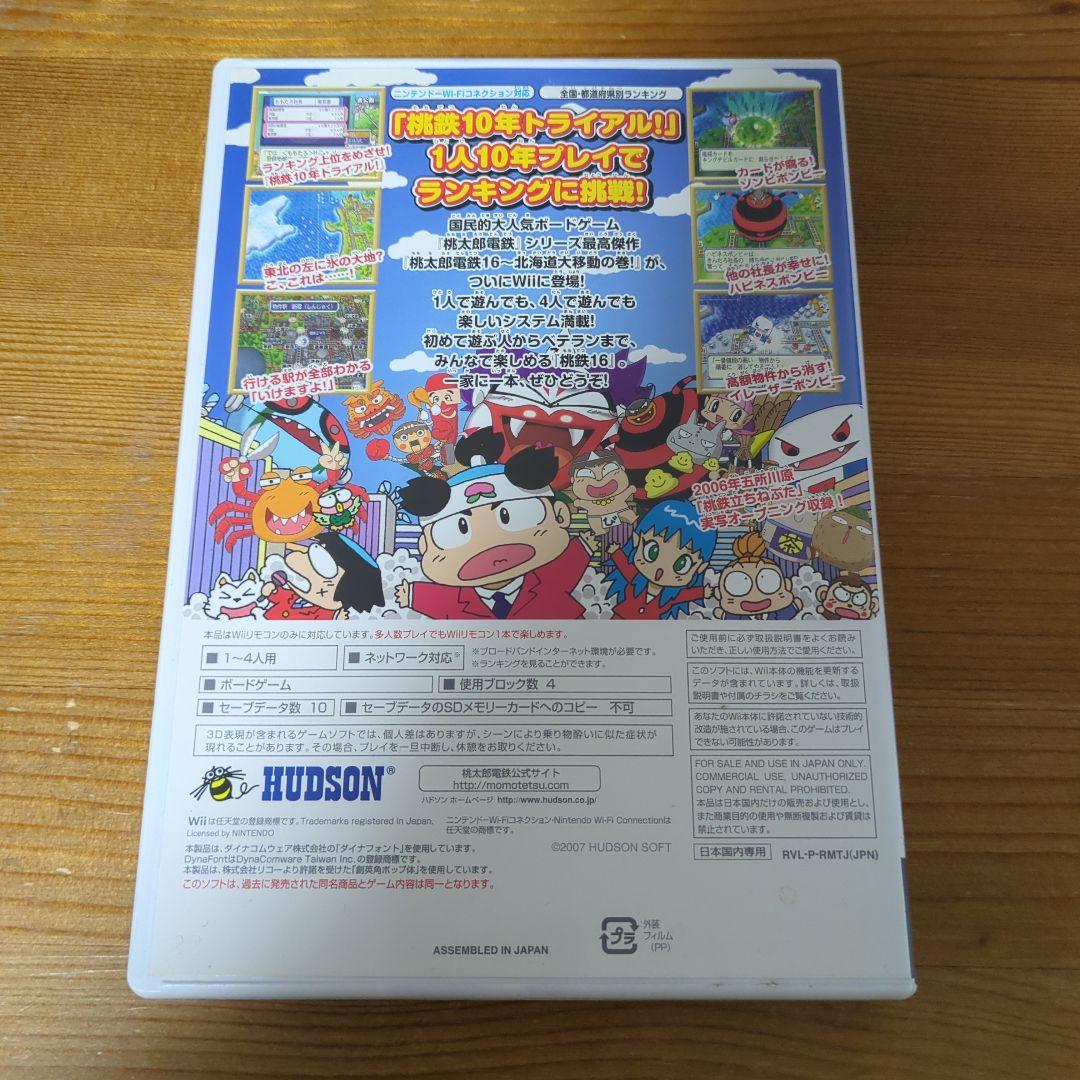 ニンテンドーWi-Fiコネクション対応
全国・都道府県別ランキング
「桃鉄10年トライアル!」
1人10年プレイで
ランキングに挑戦!
ランキング上位をめざせ!
「桃鉄10年トライアル!」
東北の左に氷の大地?
こ、これは……!
行ける駅が全部わかる
「いけますよ!」
国民的大人気ボードゲーム
『桃太郎電鉄』シリーズ最高傑作
『桃太郎電鉄16〜北海道大移動の巻!』が、
ついにWiiに登場!
1人で遊んでも、4人で遊んでも
楽しいシステム満載!
初めて遊ぶ人からベテランまで、
みんなで楽しめる『桃鉄16』。
一家に一本、ぜひどうぞ!
カードが腐る!
ゾンビボンビー
他の社長が幸せに!
ハピネスボンビー
高額物件から消す!
イレーザーボンビー
2006年五所川原
「桃鉄立ちねぷた」
実写オープニング収録!
本品はWiiリモコンのみに対応しています。多人数プレイでもWiiリモコン1本で楽しめます。
■ 1〜4人用
■ ネットワーク対応※
※ブロードバンドインターネット環境が必要です。
※ランキングを見ることができます。
■ ボードゲーム
■ 使用ブロック数 4
■ セーブデータ数 10
■ セーブデータのSDメモリーカードへのコピー 不可
3D表現が含まれるゲームソフトでは、個人差はありますが、シーンにより乗り物酔いに似た症状が
現れることがあります。その場合、プレイを一旦中断し、休憩をお取りください。
ご使用前に必ず取扱説明書をよくお読み
いただき、正しい使用方法でご愛用ください。
このソフトには、Wii本体の機能を更新する
データが含まれています。詳しくは、取扱
説明書や付属のチラシをご覧ください。
あなたのWii本体に許諾されていない技術的
改造が施されている場合、このゲームはプレイ
できない可能性があります。
FOR SALE AND USE IN JAPAN ONLY.
COMMERCIAL USE, UNAUTHORIZED
COPY AND RENTAL PROHIBITED.
本品は日本国内だけの販売および使用とし、
また商業目的の使用や無断複製および賃貸は
禁止されています。
HUDSON®
桃太郎電鉄公式サイト
http://momotetsu.com
ハドソン ホームページ http://www.hudson.co.jp/
Wiiは任天堂の登録商標です。Trademarks registered in Japan.
Licensed by NINTENDO
ニンテンドーWi-Fiコネクション・Nintendo Wi-Fi Connectionは
任天堂の商標です。
本製品は、ダイナコムウェア株式会社の「ダイナフォント」を使用しています。
DynaFontはDynaComware Taiwan Inc.の登録商標です。
本製品は、株式会社リコーより許諾を受けた「創英角ポップ体」を使用しています。
このソフトは、過去に発売された同名商品とゲーム内容は同一となります。
©2007 HUDSON SOFT
日本国内専用
RVL-P-RMTJ(JPN)
ASSEMBLED IN JAPAN
プラ
外装
フィルム
(PP)